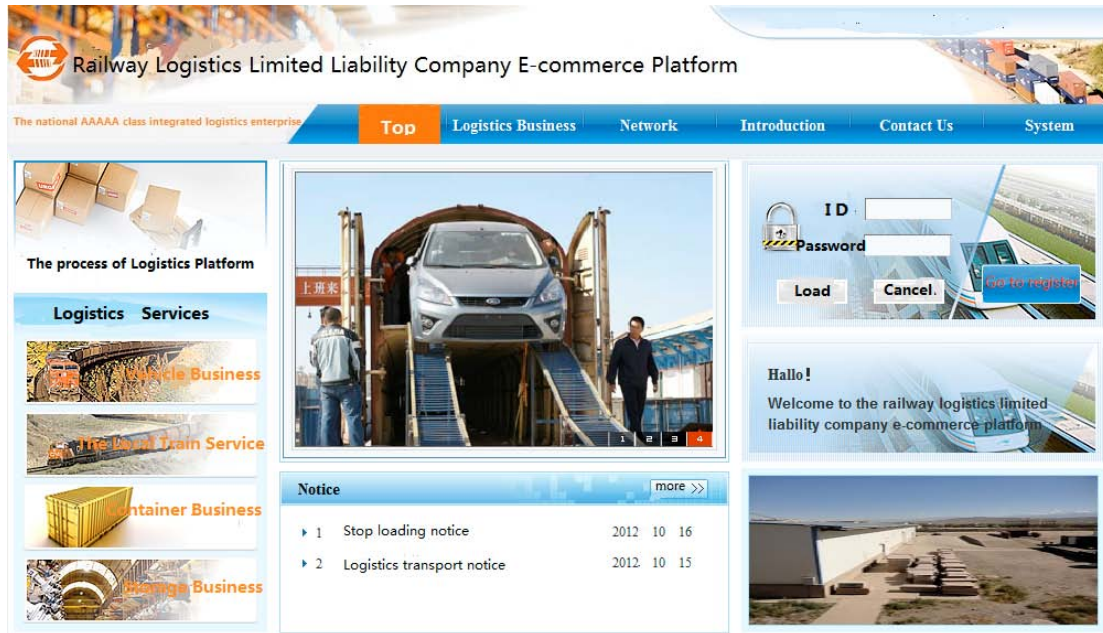 Railway Logistics Limited Liability Company E-commerce Platform
The national AAAAA class integrated logistics enterprise
Top
Logistics Business
Network
Introduction
Contact Us
System
The process of Logistics Platform
Logistics Services
Vehicle Business
The Local Train Service
Container Business
Storage Business
上班来
1 2 3 4
Notice
more >>
1 Stop loading notice 2012 10 16
2 Logistics transport notice 2012 10 15
ID
Password
Load
Cancel.
Go to register
Hallo!
Welcome to the railway logistics limited
liability company e-commerce platform